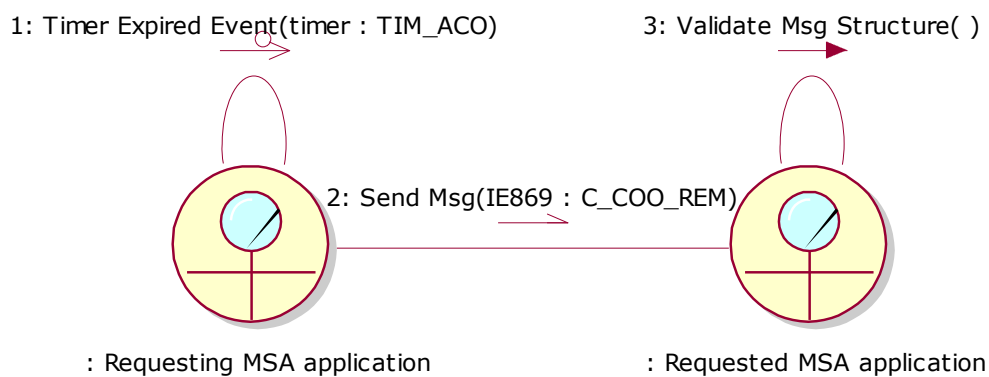 1: Timer Expired Event(timer : TIM_ACO)
3: Validate Msg Structure( )
2: Send Msg(IE869 : C_COO_REM)
: Requesting MSA application
: Requested MSA application